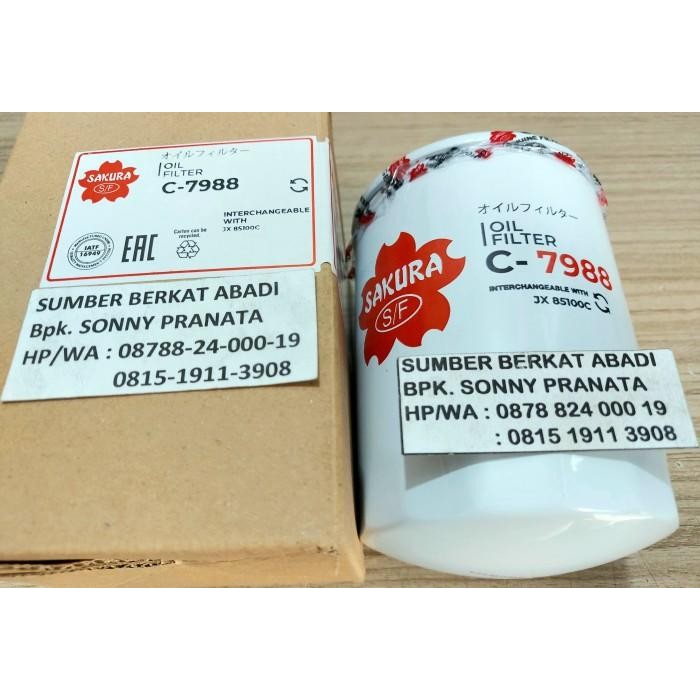 オイルフィルター
OIL
FILTER
C-7988
SAKURA
S/F
INTERCHANGEABLE
WITH
JX 85100C
IATF
16949
EAC
Carton can be
recycled.
SUMBER BERKAT ABADI
Bpk. SONNY PRANATA
HP/WA : 08788-24-000-19
0815-1911-3908
オイルフィルター
OIL
FILTER
C- 7988
INTERCHANGEABLE WITH
JX 85100C
SAKURA
S/F
SUMBER BERKAT ABADI
BPK. SONNY PRANATA
HP/WA : 0878 824 000 19
: 0815 1911 3908